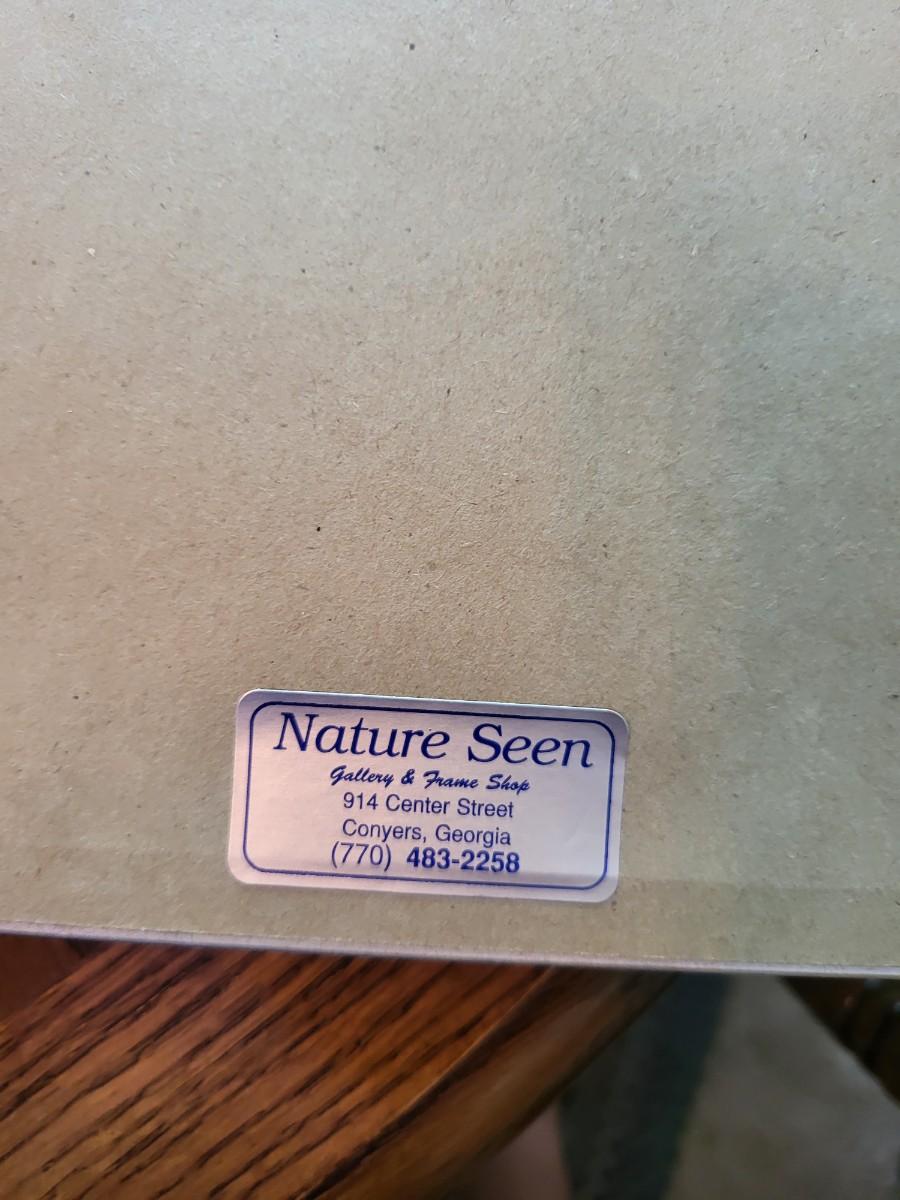 Nature Seen
Gallery & Frame Shop
914 Center Street
Conyers, Georgia
(770) 483-2258